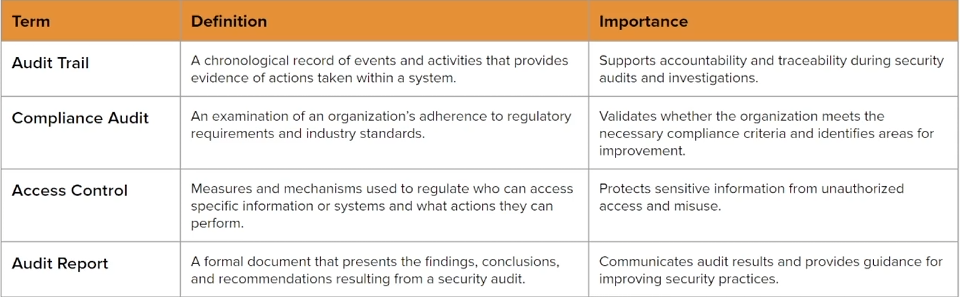 Term Definition Importance
Audit Trail
A chronological record of events and activities that provides
evidence of actions taken within a system.
Supports accountability and traceability during security
audits and investigations.
Compliance Audit
An examination of an organization’s adherence to regulatory
requirements and industry standards.
Validates whether the organization meets the
necessary compliance criteria and identifies areas for
improvement.
Access Control
Measures and mechanisms used to regulate who can access
specific information or systems and what actions they can
perform.
Protects sensitive information from unauthorized
access and misuse.
Audit Report
A formal document that presents the findings, conclusions,
and recommendations resulting from a security audit.
Communicates audit results and provides guidance for
improving security practices.